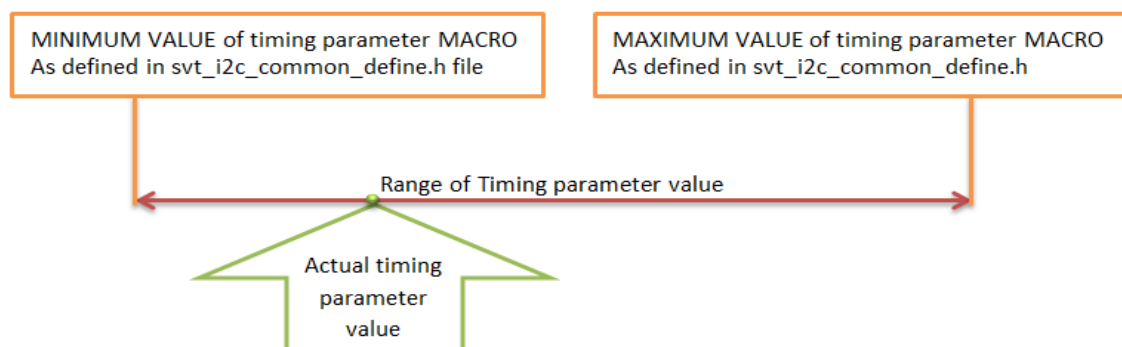 MINIMUM VALUE of timing parameter MACRO
As defined in svt_i2c_common_define.h file
MAXIMUM VALUE of timing parameter MACRO
As defined in svt_i2c_common_define.h
Range of Timing parameter value
Actual timing
parameter
value